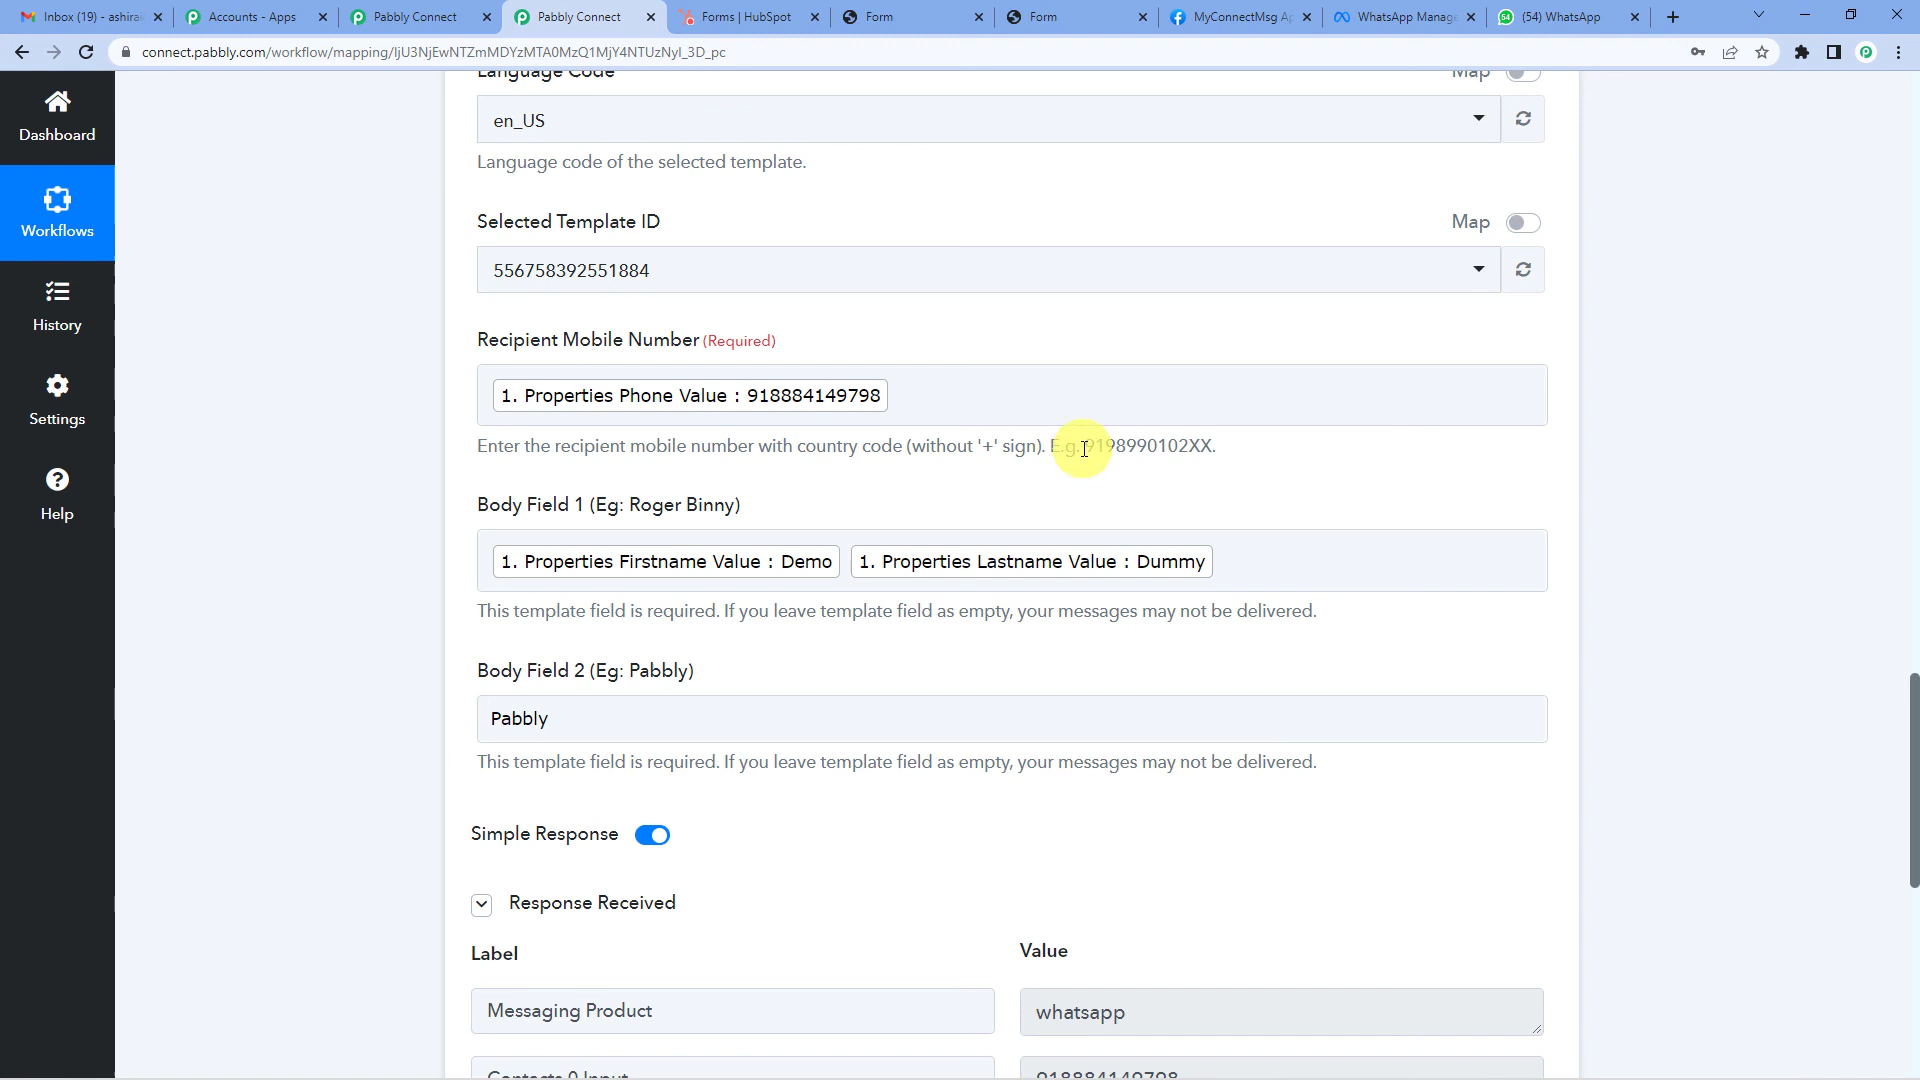 Inbox (19) - ashirai
Accounts - Apps
Pabbly Connect
Pabbly Connect
Forms | HubSpot
Form
Form
MyConnectMsg Ap
WhatsApp Manage
(54) WhatsApp
connect.pabbly.com/workflow/mapping/IjU3NjEwNTZmMDYzMTA0MzQ1MjY4NTUzNyI_3D_pc
Dashboard
Workflows
History
Settings
Help
Language Code
Map
en_US
Language code of the selected template.
Selected Template ID
Map
556758392551884
Recipient Mobile Number (Required)
1. Properties Phone Value : 918884149798
Enter the recipient mobile number with country code (without '+' sign). E.g. 9198990102XX.
Body Field 1 (Eg: Roger Binny)
1. Properties Firstname Value : Demo
1. Properties Lastname Value : Dummy
This template field is required. If you leave template field as empty, your messages may not be delivered.
Body Field 2 (Eg: Pabbly)
Pabbly
This template field is required. If you leave template field as empty, your messages may not be delivered.
Simple Response
Response Received
Label
Value
Messaging Product
whatsapp
Contacts 0 Input
918884149798